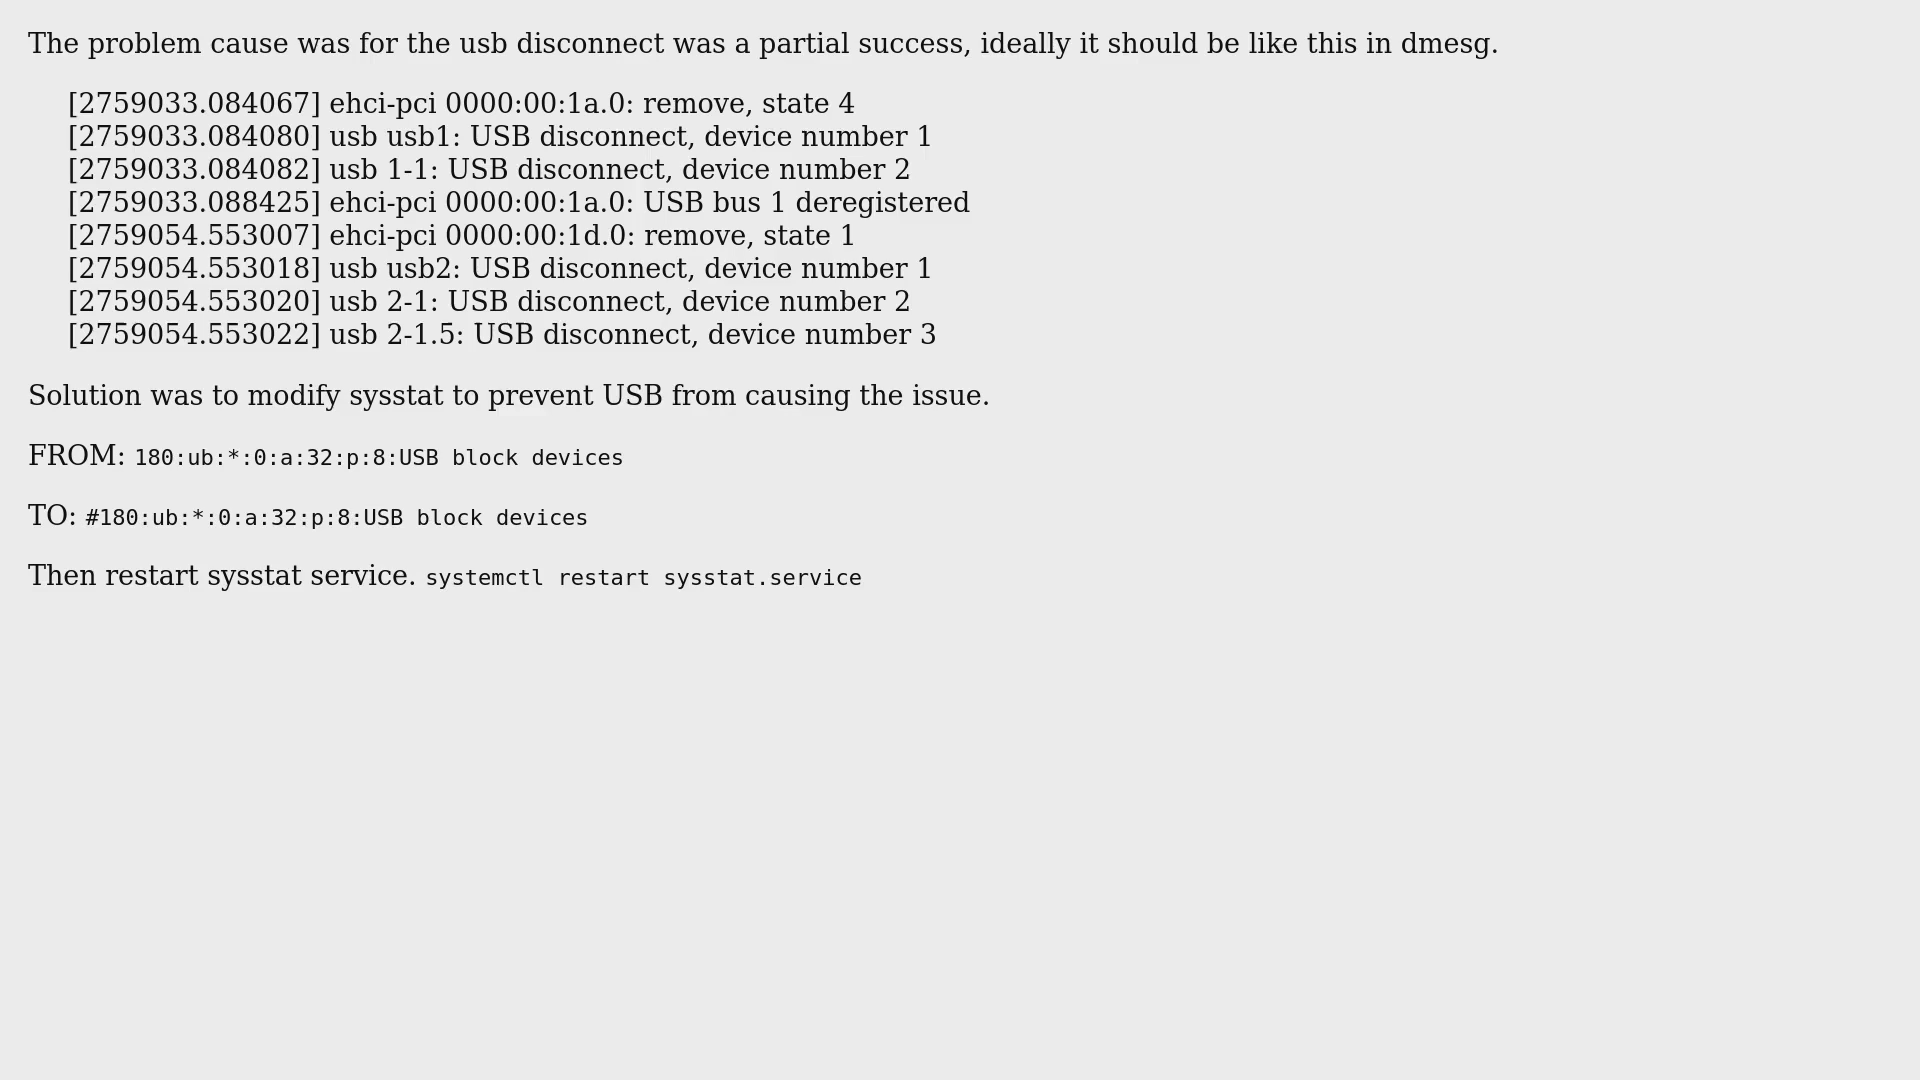 The problem cause was for the usb disconnect was a partial success, ideally it should be like this in dmesg.
[2759033.084067] ehci-pci 0000:00:1a.0: remove, state 4
[2759033.084080] usb usb1: USB disconnect, device number 1
[2759033.084082] usb 1-1: USB disconnect, device number 2
[2759033.088425] ehci-pci 0000:00:1a.0: USB bus 1 deregistered
[2759054.553007] ehci-pci 0000:00:1d.0: remove, state 1
[2759054.553018] usb usb2: USB disconnect, device number 1
[2759054.553020] usb 2-1: USB disconnect, device number 2
[2759054.553022] usb 2-1.5: USB disconnect, device number 3
Solution was to modify sysstat to prevent USB from causing the issue.
FROM: 180:ub:*:0:a:32:p:8:USB block devices
TO: #180:ub:*:0:a:32:p:8:USB block devices
Then restart sysstat service. systemctl restart sysstat.service